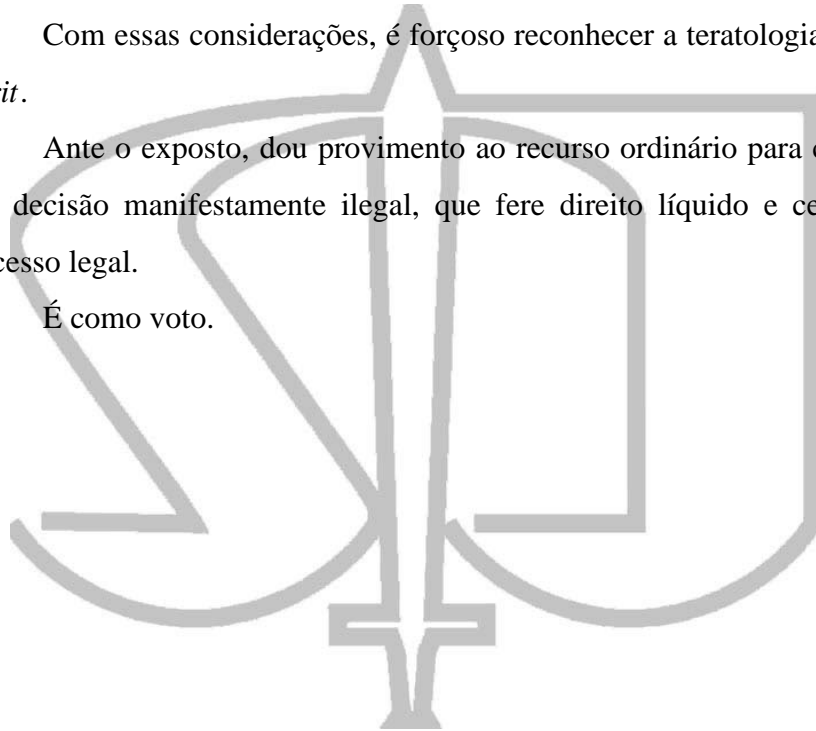 Com essas considerações, é forçoso reconhecer a teratologia
rit.
Ante o exposto, dou provimento ao recurso ordinário para
decisão manifestamente ilegal, que fere direito líquido e ce
cesso legal.
É como voto.